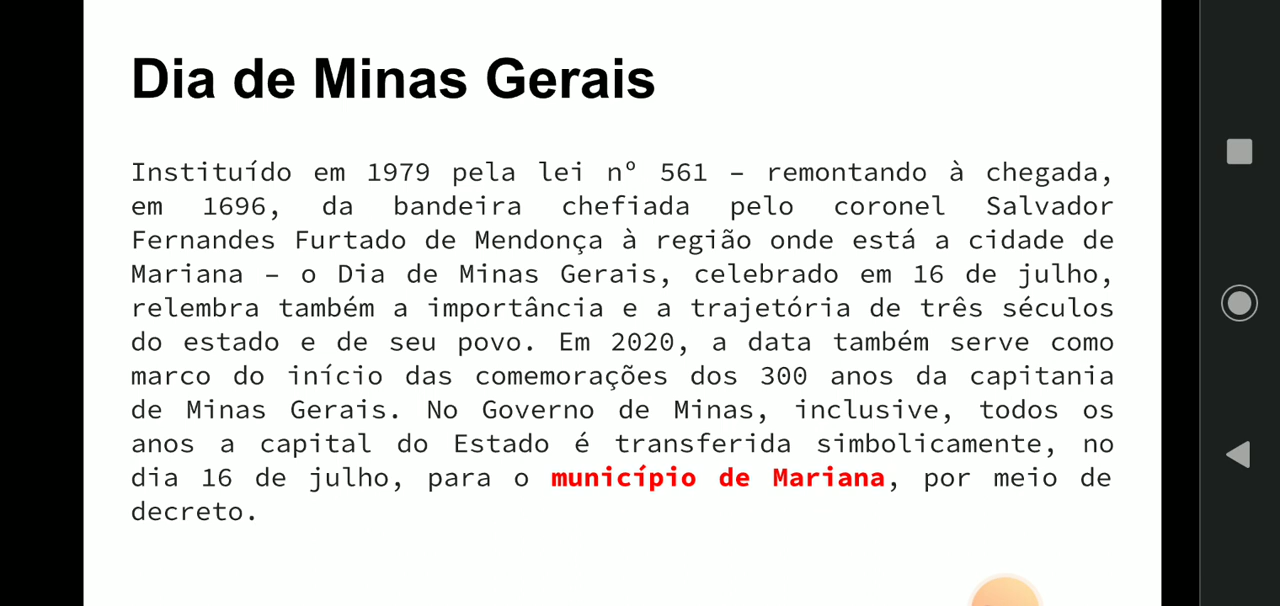 Dia de Minas Gerais
Instituído em 1979 pela lei nº 561 – remontando à chegada,
em 1696, da bandeira chefiada pelo coronel Salvador
Fernandes Furtado de Mendonça à região onde está a cidade de
Mariana – o Dia de Minas Gerais, celebrado em 16 de julho,
relembra também a importância e a trajetória de três séculos
do estado e de seu povo. Em 2020, a data também serve como
marco do início das comemorações dos 300 anos da capitania
de Minas Gerais. No Governo de Minas, inclusive, todos os
anos a capital do Estado é transferida simbolicamente, no
dia 16 de julho, para o município de Mariana, por meio de
decreto.